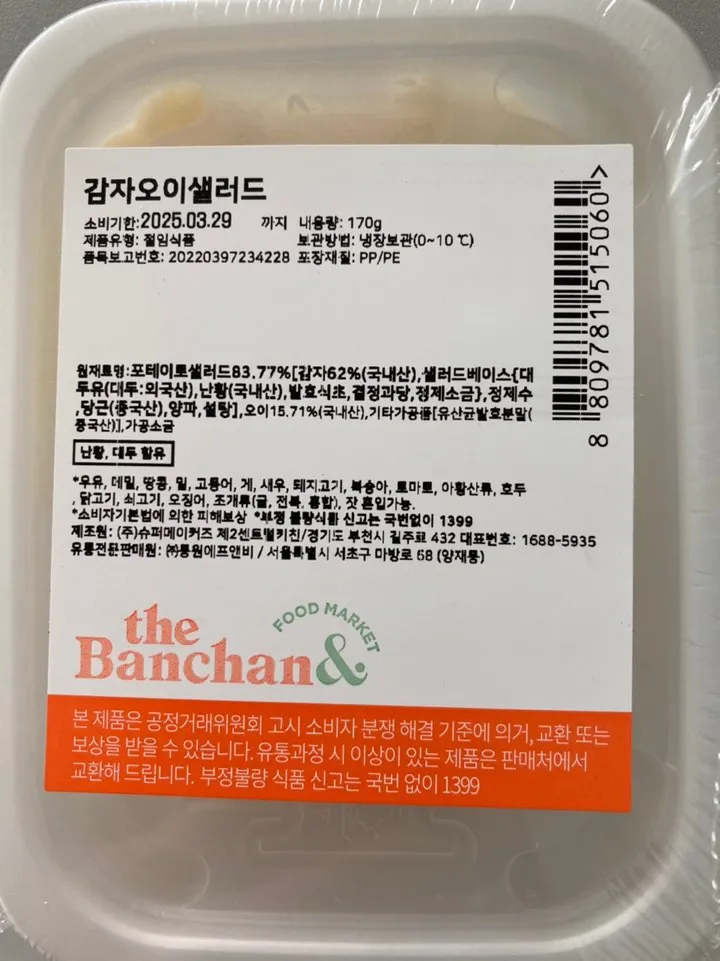 감자오이샐러드
소비기한:2025.03.29 까지 내용량: 170g
제품유형: 절임식품 보관방법: 냉장보관(0~10 ℃)
품목보고번호: 20220397234228 포장재질: PP/PE
원재료명:포테이토샐러드83.77%[감자62%(국내산),샐러드베이스{대
두유(대두:외국산),난황(국내산),발효식초,결정과당,정제소금},정제수
,당근(중국산),양파,설탕],오이15.71%(국내산),기타가공품[유산균발효분말(
중국산)],가공소금
난황, 대두 함유
*우유, 메밀, 땅콩, 밀, 고등어, 게, 새우, 돼지고기, 복숭아, 토마토, 아황산류, 호두
닭고기, 쇠고기, 오징어, 조개류(굴, 전복, 홍합), 잣 혼입가능.
*소비자기본법에 의한 피해보상 *부정 불량식품 신고는 국번없이 1399
제조원: (주)슈퍼메이커즈 제2센트럴키친/경기도 부천시 길주로 432 대표번호: 1688-5935
유통전문판매원: ㈜동원에프앤비 / 서울특별시 서초구 마방로 68 (양재동)
8 809781 515060 >
the
Banchan&
FOOD MARKET
본 제품은 공정거래위원회 고시 소비자 분쟁 해결 기준에 의거, 교환 또는
보상을 받을 수 있습니다. 유통과정 시 이상이 있는 제품은 판매처에서
교환해 드립니다. 부정불량 식품 신고는 국번 없이 1399